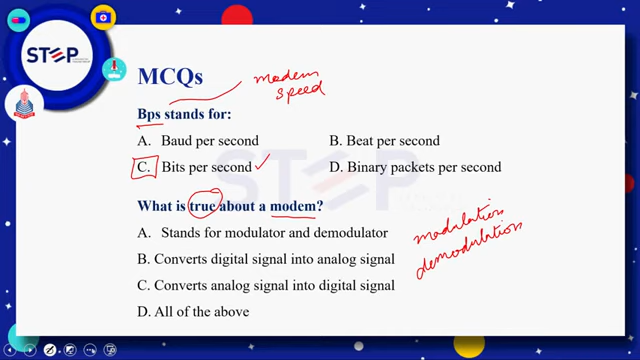 STEP
MCQs
modem
speed
Bps stands for:
A. Baud per second
B. Beat per second
C. Bits per second
D. Binary packets per second
STEP
What is true about a modem?
A. Stands for modulator and demodulator
B. Converts digital signal into analog signal
C. Converts analog signal into digital signal
D. All of the above
modulation
demodulation